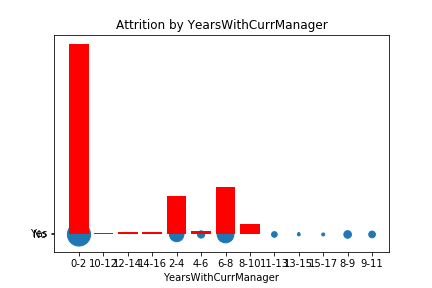 Attrition by YearsWithCurrManager
Yes
0-2 10-12 12-14 14-16 2-4 4-6 6-8 8-10 11-13 13-15 15-17 8-9 9-11
YearsWithCurrManager